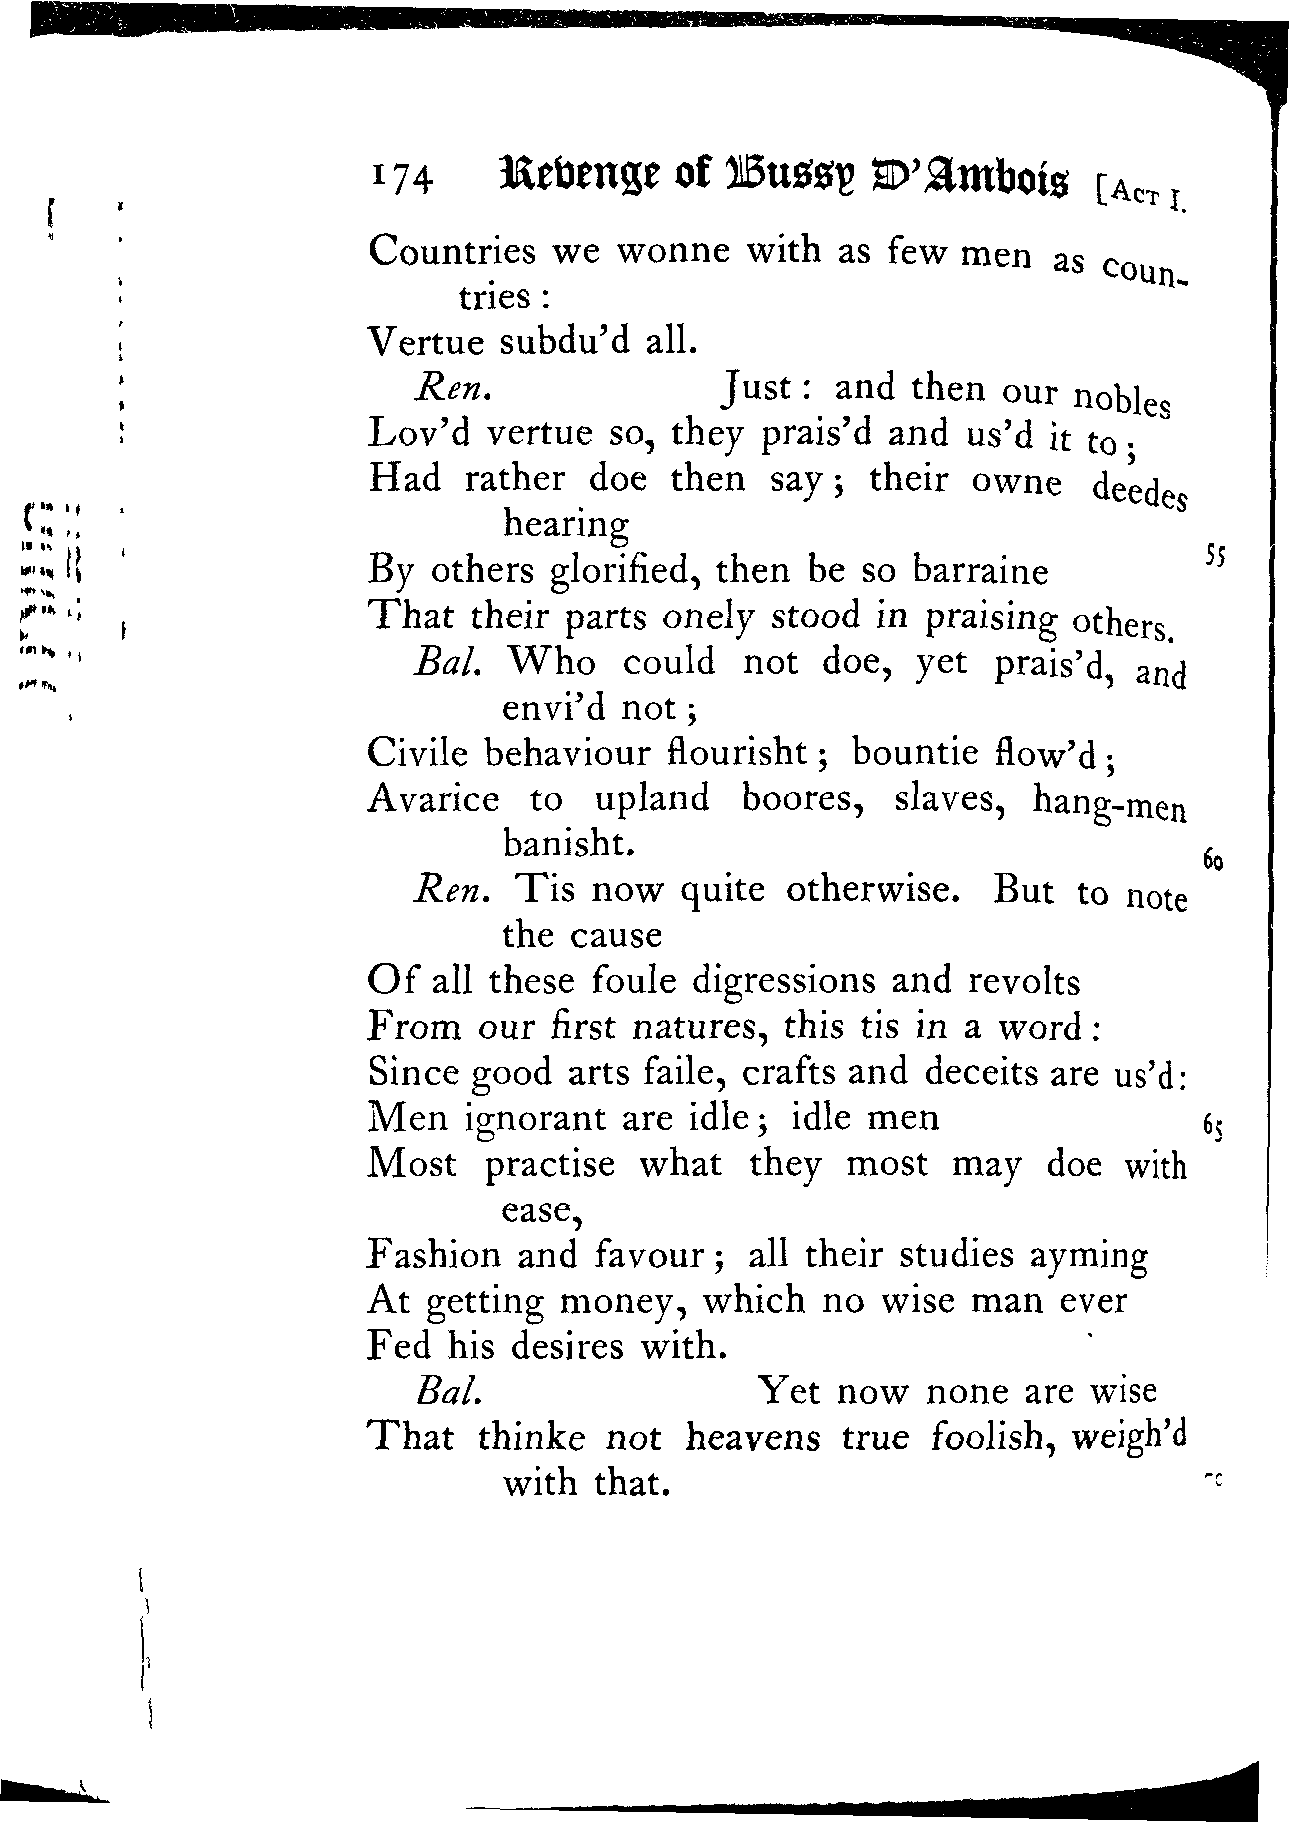 174 Revenge of Bussy D'Ambois [ACT I.
Countries we wonne with as few men as coun-
tries :
Vertue subdu'd all.
Ren. Just : and then our nobles
Lov'd vertue so, they prais'd and us'd it to ;
Had rather doe then say ; their owne deedes
hearing
By others glorified, then be so barraine 55
That their parts onely stood in praising others.
Bal. Who could not doe, yet prais'd, and
envi'd not ;
Civile behaviour flourisht ; bountie flow'd ;
Avarice to upland boores, slaves, hang-men
banisht. 60
Ren. Tis now quite otherwise. But to note
the cause
Of all these foule digressions and revolts
From our first natures, this tis in a word :
Since good arts faile, crafts and deceits are us'd:
Men ignorant are idle ; idle men 65
Most practise what they most may doe with
ease,
Fashion and favour ; all their studies ayming
At getting money, which no wise man ever
Fed his desires with.
Bal. Yet now none are wise
That thinke not heavens true foolish, weigh'd
with that.